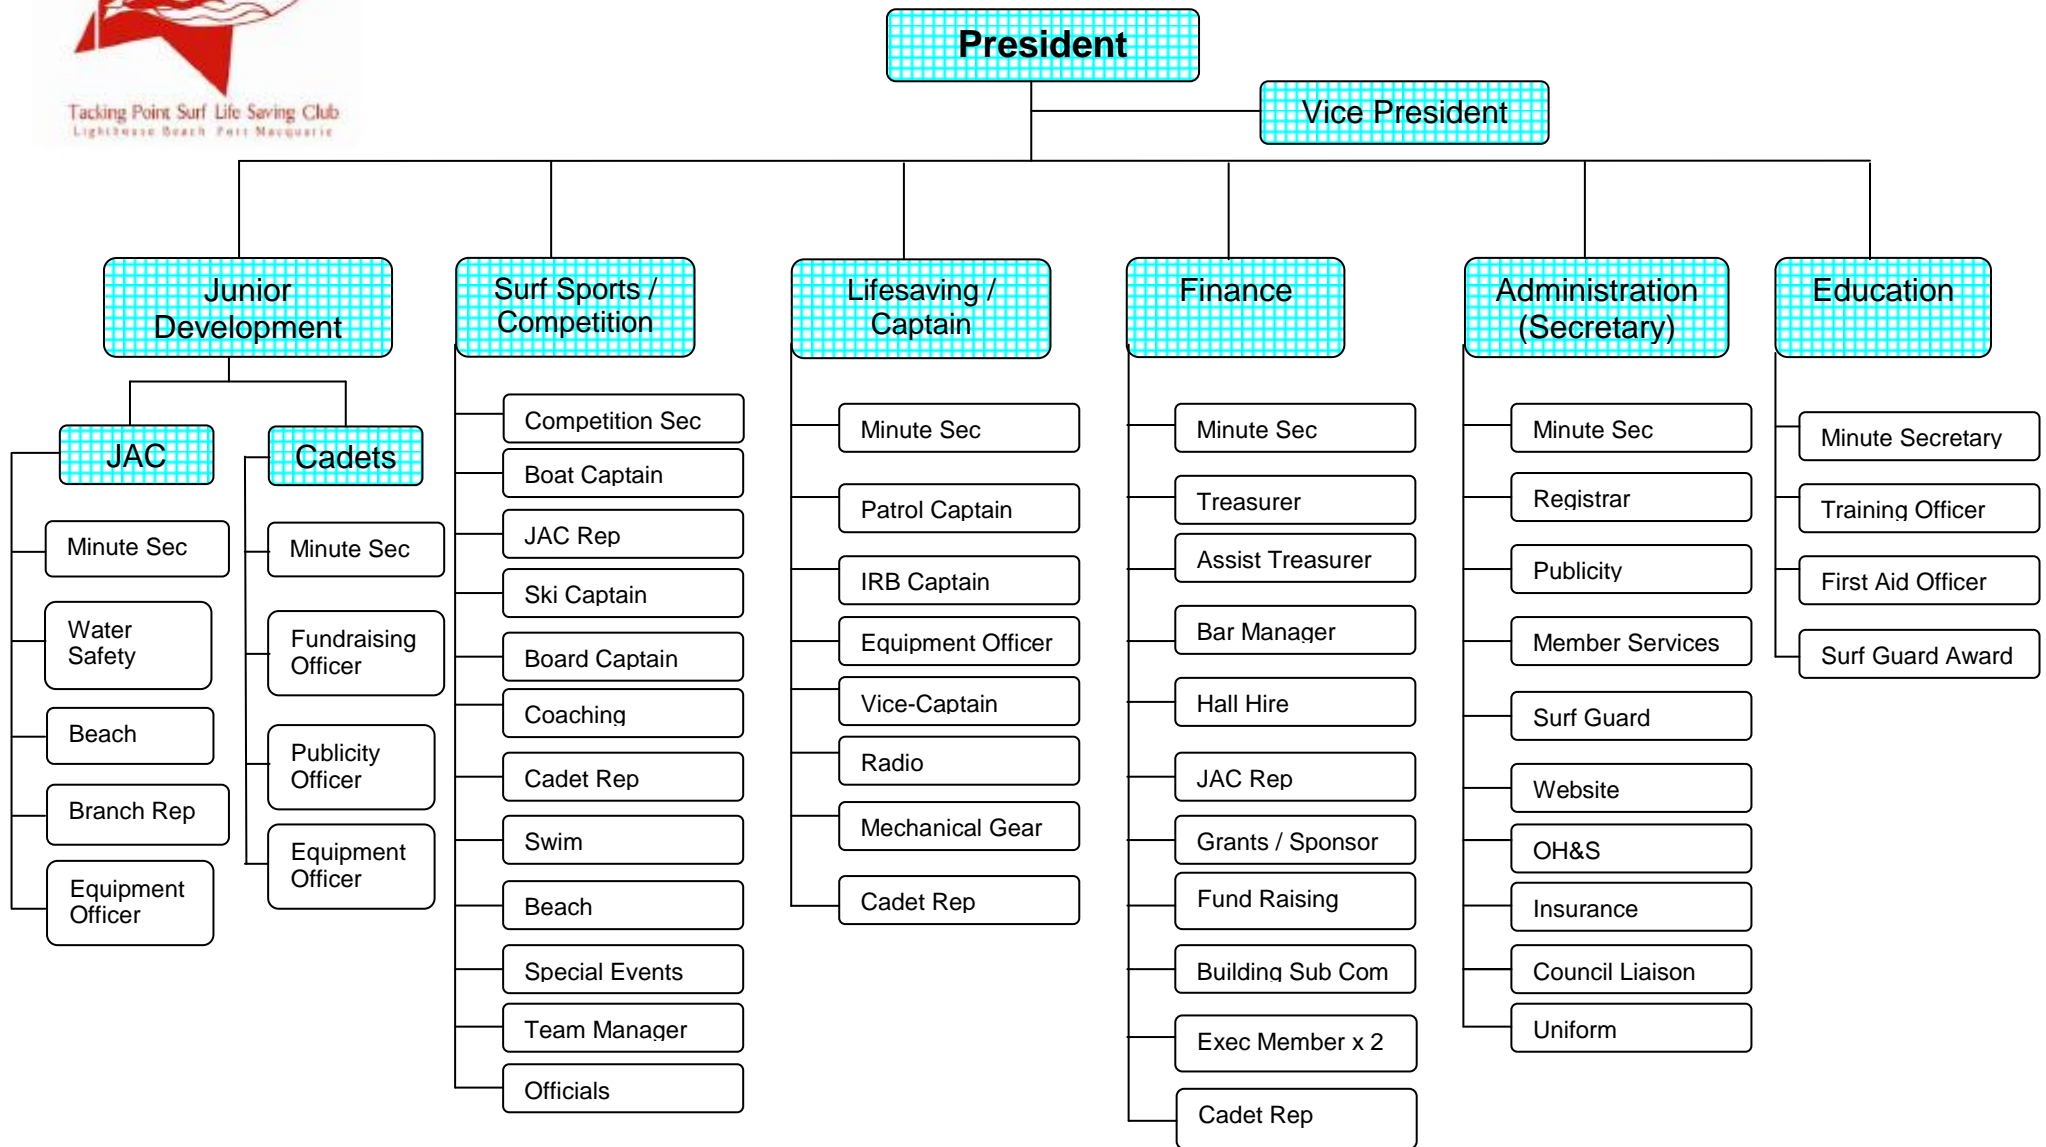 Tacking Point Surf Life Saving Club
Lighthouse Beach Port Macquarie
President
Vice President
Junior
Development
JAC
Minute Sec
Water
Safety
Beach
Branch Rep
Equipment
Officer
Cadets
Minute Sec
Fundraising
Officer
Publicity
Officer
Equipment
Officer
Surf Sports /
Competition
Competition Sec
Boat Captain
JAC Rep
Ski Captain
Board Captain
Coaching
Cadet Rep
Swim
Beach
Special Events
Team Manager
Officials
Lifesaving /
Captain
Minute Sec
Patrol Captain
IRB Captain
Equipment Officer
Vice-Captain
Radio
Mechanical Gear
Cadet Rep
Finance
Minute Sec
Treasurer
Assist Treasurer
Bar Manager
Hall Hire
JAC Rep
Grants / Sponsor
Fund Raising
Building Sub Com
Exec Member x 2
Cadet Rep
Administration
(Secretary)
Minute Sec
Registrar
Publicity
Member Services
Surf Guard
Website
OH&S
Insurance
Council Liaison
Uniform
Education
Minute Secretary
Training Officer
First Aid Officer
Surf Guard Award